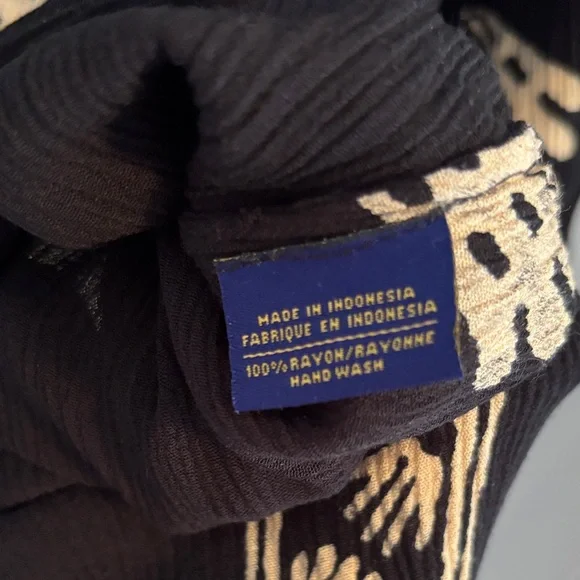 MADE IN INDONESIA
FABRIQUE EN INDONESIA
100% RAYON/RAYONNE
HAND WASH